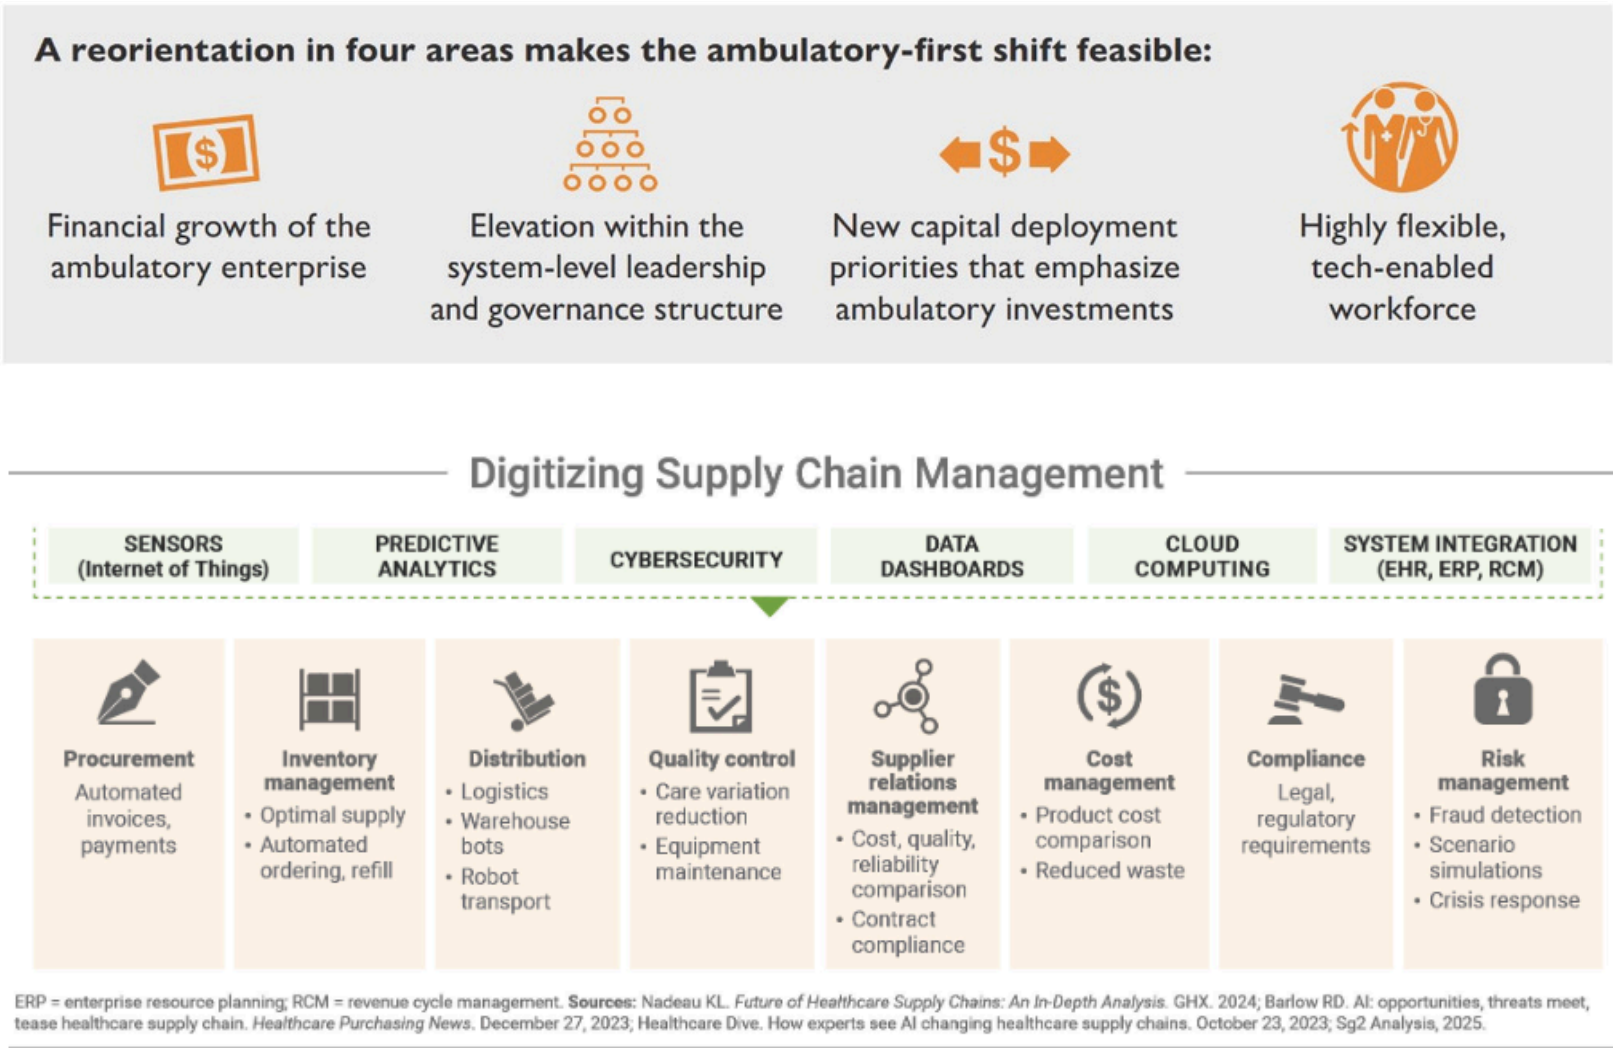 A reorientation in four areas makes the ambulatory-first shift feasible:
$
$
Financial growth of the
ambulatory enterprise
Elevation within the
system-level leadership
and governance structure
New capital deployment
priorities that emphasize
ambulatory investments
Highly flexible,
tech-enabled
workforce
Digitizing Supply Chain Management
SENSORS
(Internet of Things)
PREDICTIVE
ANALYTICS
CYBERSECURITY
DATA
DASHBOARDS
CLOUD
COMPUTING
SYSTEM INTEGRATION
(EHR, ERP, RCM)
Procurement
Automated
invoices,
payments
Inventory
management
• Optimal supply
• Automated
ordering, refill
Distribution
• Logistics
• Warehouse
bots
• Robot
transport
Quality control
• Care variation
reduction
• Equipment
maintenance
Supplier
relations
management
• Cost, quality,
reliability
comparison
• Contract
compliance
$
Cost
management
• Product cost
comparison
• Reduced waste
Compliance
Legal,
regulatory
requirements
Risk
management
• Fraud detection
• Scenario
simulations
• Crisis response
ERP = enterprise resource planning; RCM = revenue cycle management. Sources: Nadeau KL. Future of Healthcare Supply Chains: An In-Depth Analysis. GHX. 2024; Barlow RD. AI: opportunities, threats meet,
tease healthcare supply chain. Healthcare Purchasing News. December 27, 2023; Healthcare Dive. How experts see AI changing healthcare supply chains. October 23, 2023; Sg2 Analysis, 2025.